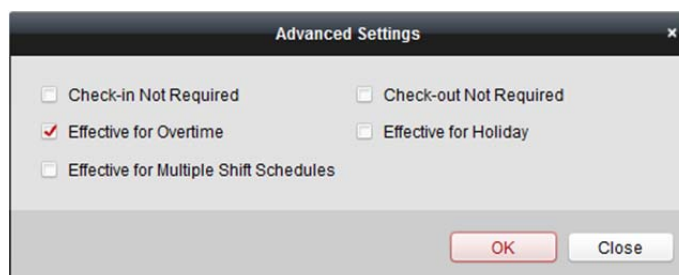 Advanced Settings
Check-in Not Required
Check-out Not Required
Effective for Overtime
Effective for Holiday
Effective for Multiple Shift Schedules
OK
Close